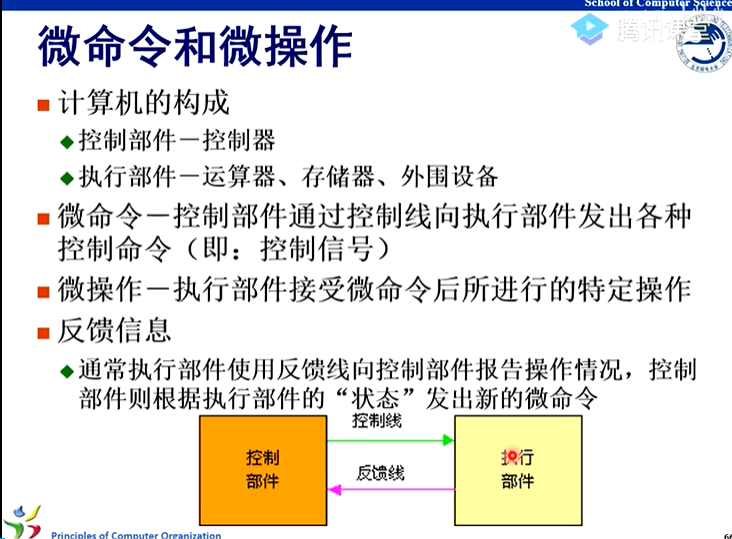 School of Computer Science
腾讯课堂
微命令和微操作
计算机的构成
控制部件－控制器
执行部件－运算器、存储器、外围设备
微命令－控制部件通过控制线向执行部件发出各种
控制命令（即：控制信号）
微操作－执行部件接受微命令后所进行的特定操作
反馈信息
通常执行部件使用反馈线向控制部件报告操作情况，控制
部件则根据执行部件的“状态”发出新的微命令
控制线
控制
部件
反馈线
执行
部件
Principles of Computer Organization